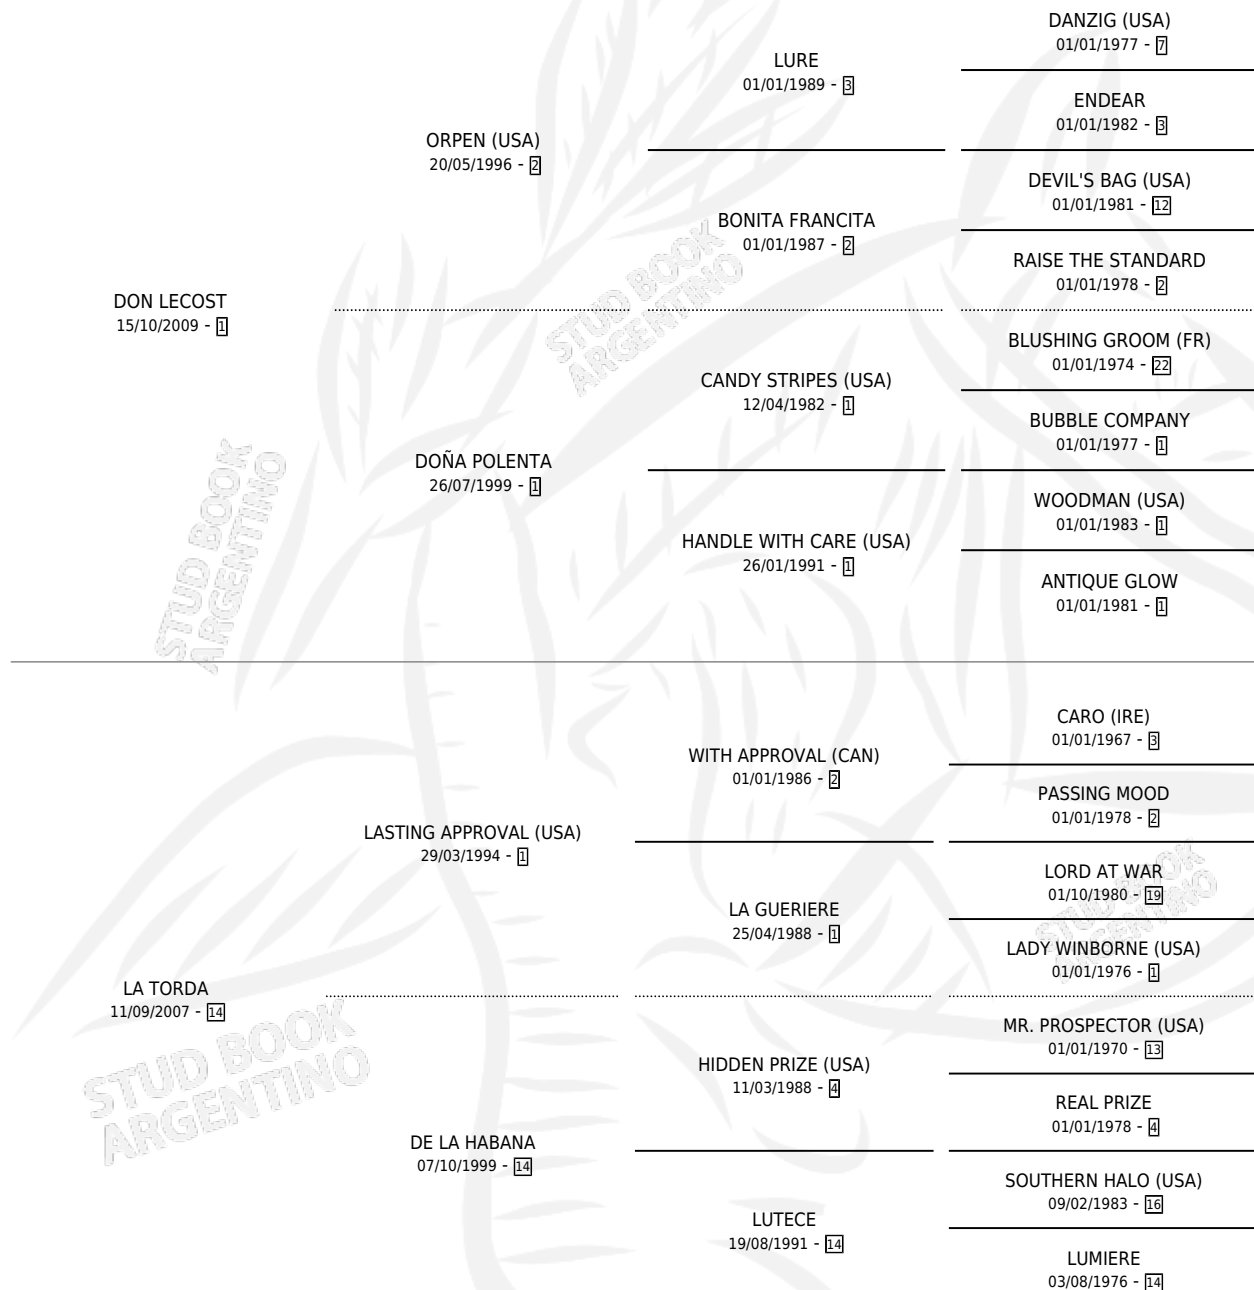 DANZIG (USA)
01/01/1977 - 7
LURE
01/01/1989 - 3
ENDEAR
01/01/1982 - 3
ORPEN (USA)
20/05/1996 - 2
DEVIL'S BAG (USA)
01/01/1981 - 12
BONITA FRANCITA
01/01/1987 - 2
RAISE THE STANDARD
01/01/1978 - 2
DON LECOST
15/10/2009 - 1
BLUSHING GROOM (FR)
01/01/1974 - 22
CANDY STRIPES (USA)
12/04/1982 - 1
BUBBLE COMPANY
01/01/1977 - 1
DOÑA POLENTA
26/07/1999 - 1
WOODMAN (USA)
01/01/1983 - 1
HANDLE WITH CARE (USA)
26/01/1991 - 1
ANTIQUE GLOW
01/01/1981 - 1
CARO (IRE)
01/01/1967 - 3
WITH APPROVAL (CAN)
01/01/1986 - 2
PASSING MOOD
01/01/1978 - 2
LASTING APPROVAL (USA)
29/03/1994 - 1
LORD AT WAR
01/10/1980 - 19
LA GUERIERE
25/04/1988 - 1
LADY WINBORNE (USA)
01/01/1976 - 1
LA TORDA
11/09/2007 - 14
MR. PROSPECTOR (USA)
01/01/1970 - 13
HIDDEN PRIZE (USA)
11/03/1988 - 4
REAL PRIZE
01/01/1978 - 4
DE LA HABANA
07/10/1999 - 14
SOUTHERN HALO (USA)
09/02/1983 - 16
LUTECE
19/08/1991 - 14
LUMIERE
03/08/1976 - 14
STUD BOOK
ARGENTINO
STUD BOOK
ARGENTINO
STUD BOOK
ARGENTINO
STUD BOOK
ARGENTINO